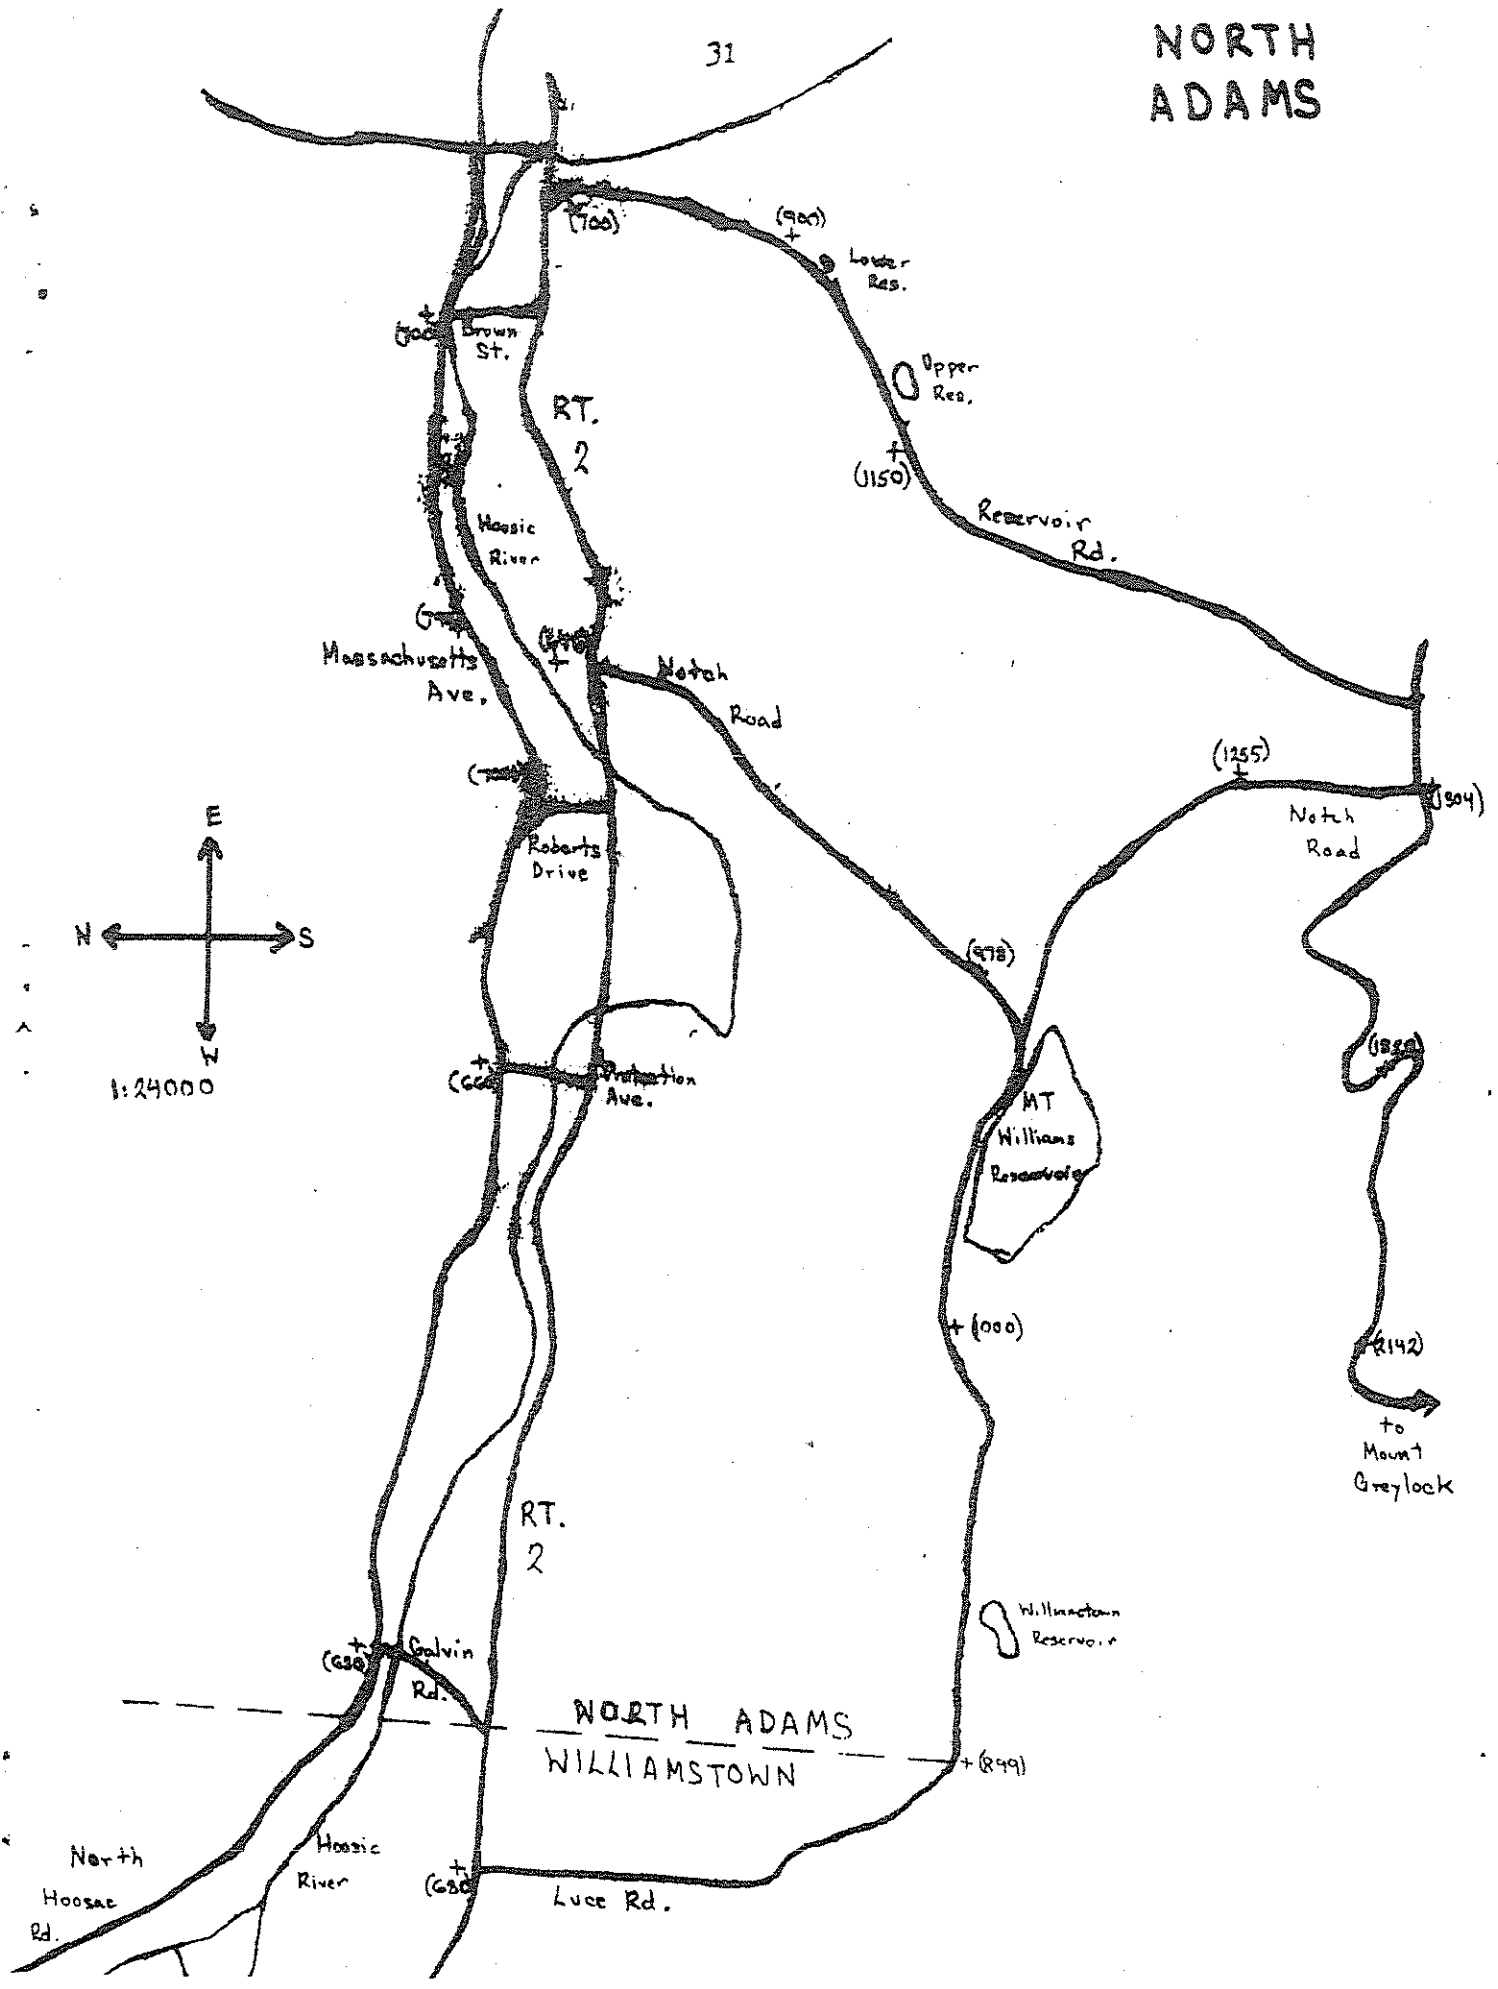 31
NORTH
ADAMS
(700)
(900)
Lower
Res.
Brown
St.
Upper
Res.
RT.
2
(1150)
Reservoir
Rd.
Hoosic
River
Massachusetts
Ave.
Notch
Road
(1255)
(1304)
Notch
Road
E
N
S
W
1:24000
Roberts
Drive
(978)
Protection
Ave.
MT
Williams
Reservoir
(1000)
(2142)
to
Mount
Greylock
RT.
2
Williamstown
Reservoir
Galvin
Rd.
(630)
NORTH ADAMS
WILLIAMSTOWN
(899)
North
Hoosac
Rd.
Hoosic
River
(680)
Luce Rd.